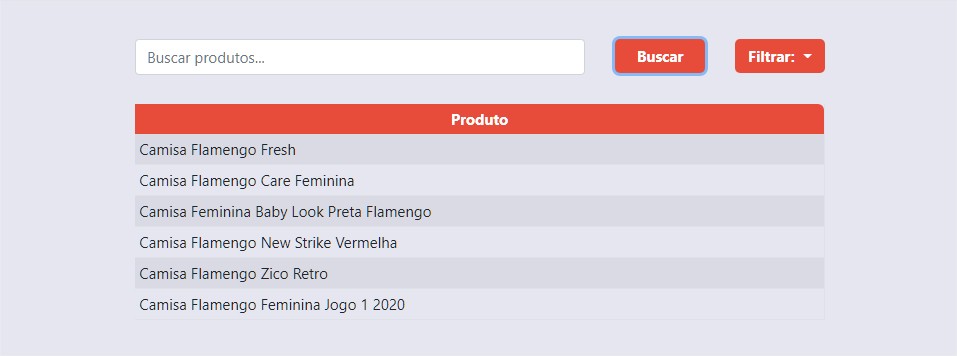 Buscar produtos...
Buscar
Filtrar:
Produto
Camisa Flamengo Fresh
Camisa Flamengo Care Feminina
Camisa Feminina Baby Look Preta Flamengo
Camisa Flamengo New Strike Vermelha
Camisa Flamengo Zico Retro
Camisa Flamengo Feminina Jogo 1 2020